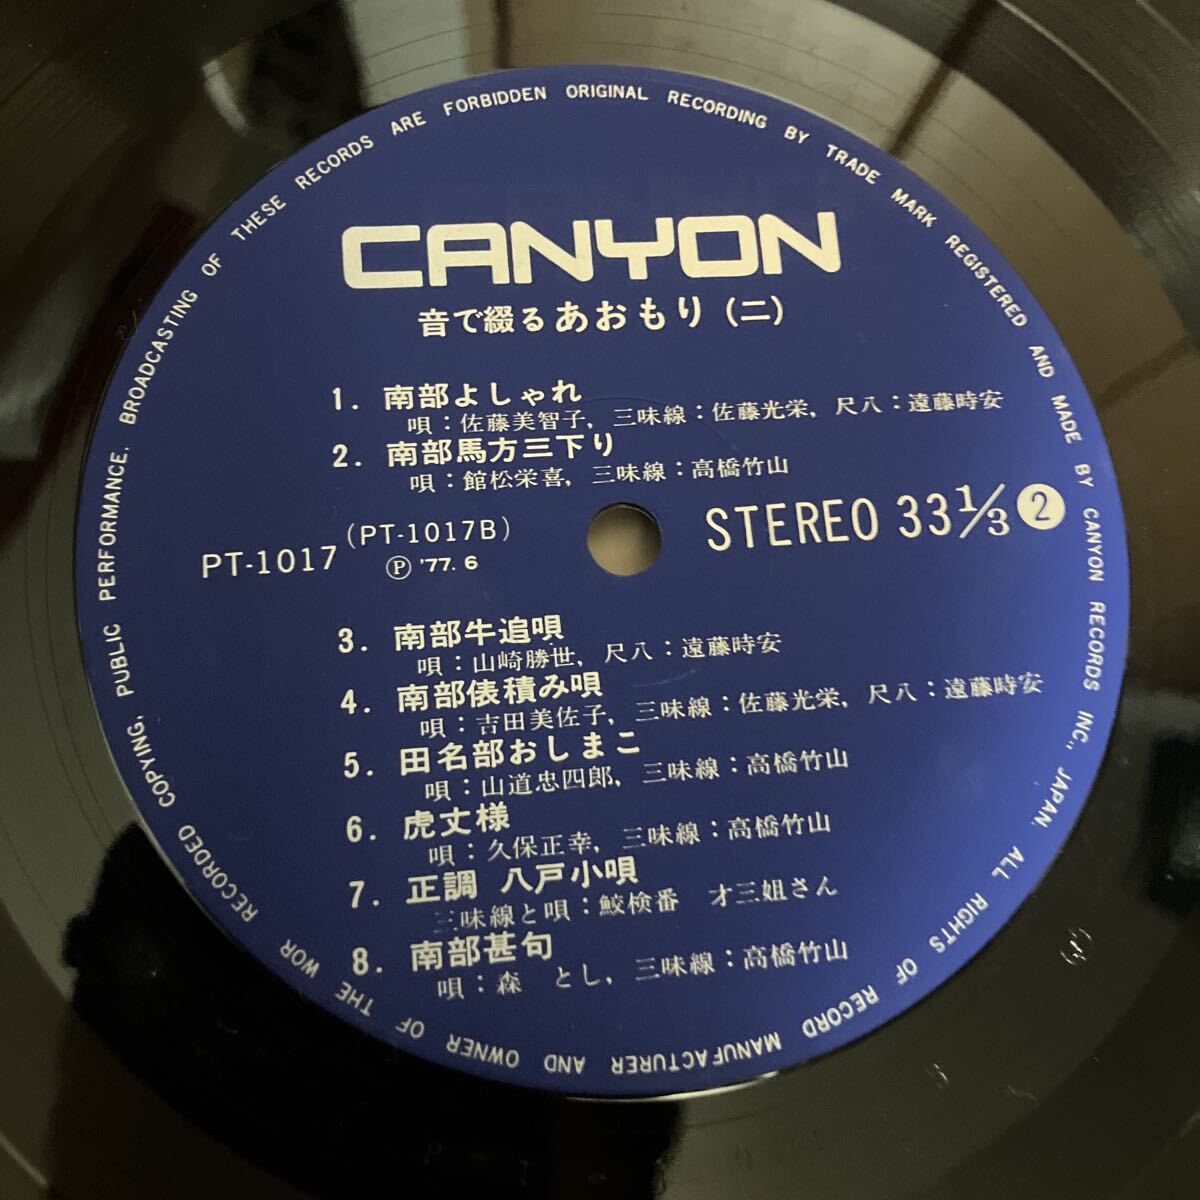 CANYON
音で綴るあおもり (二)
1. 南部よしゃれ
唄：佐藤美智子, 三味線：佐藤光栄, 尺八：遠藤時安
2. 南部馬方三下り
唄：館松栄喜, 三味線：高橋竹山
PT-1017 (PT-1017B)
Ⓟ '77. 6
STEREO 33 1/3 ②
3. 南部牛追唄
唄：山崎勝世, 尺八：遠藤時安
4. 南部俵積み唄
唄：吉田美佐子, 三味線：佐藤光栄, 尺八：遠藤時安
5. 田名部おしまこ
唄：山道忠四郎, 三味線：高橋竹山
6. 虎丈様
唄：久保正幸, 三味線：高橋竹山
7. 正調 八戸小唄
三味線と唄：鮫検番 才三姐さん
8. 南部甚句
唄：森 とし, 三味線：高橋竹山
ORIGINAL RECORDING BY TRADE MARK REGISTERED AND MADE BY CANYON RECORDS INC., JAPAN. ALL RIGHTS OF RECORD MANUFACTURER AND OWNER OF THE WOR RECORDED COPYING, PUBLIC PERFORMANCE, BROADCASTING OF THESE RECORDS ARE FORBIDDEN